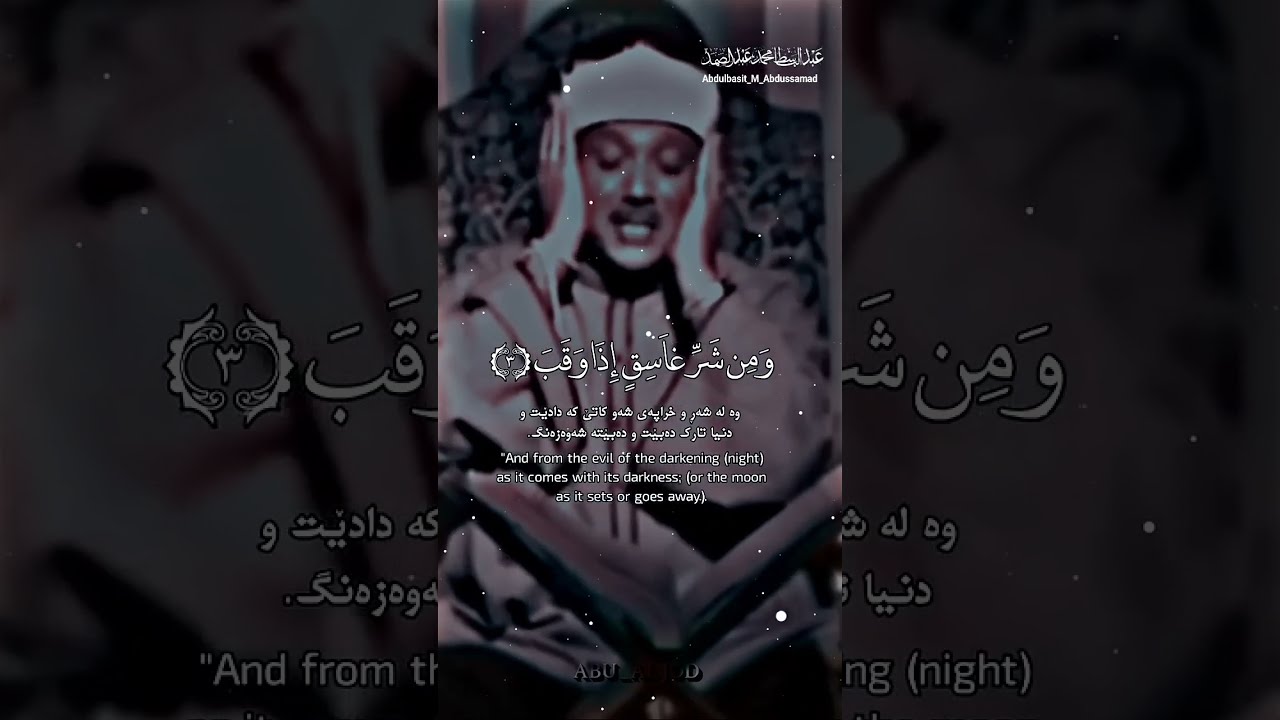 عبد الباسط محمد عبد الصمد
Abdulbasit_M_Abdussamad
وَمِن شَرِّ غَاسِقٍ إِذَا وَقَبَ ﴿٣﴾
وە لە شەڕ و خراپەی شەو کاتێ کە دادێت و
دنیا تارک دەبێت و دەبێتە شەوەزەنگ.
"And from the evil of the darkening (night)
as it comes with its darkness; (or the moon
as it sets or goes away).